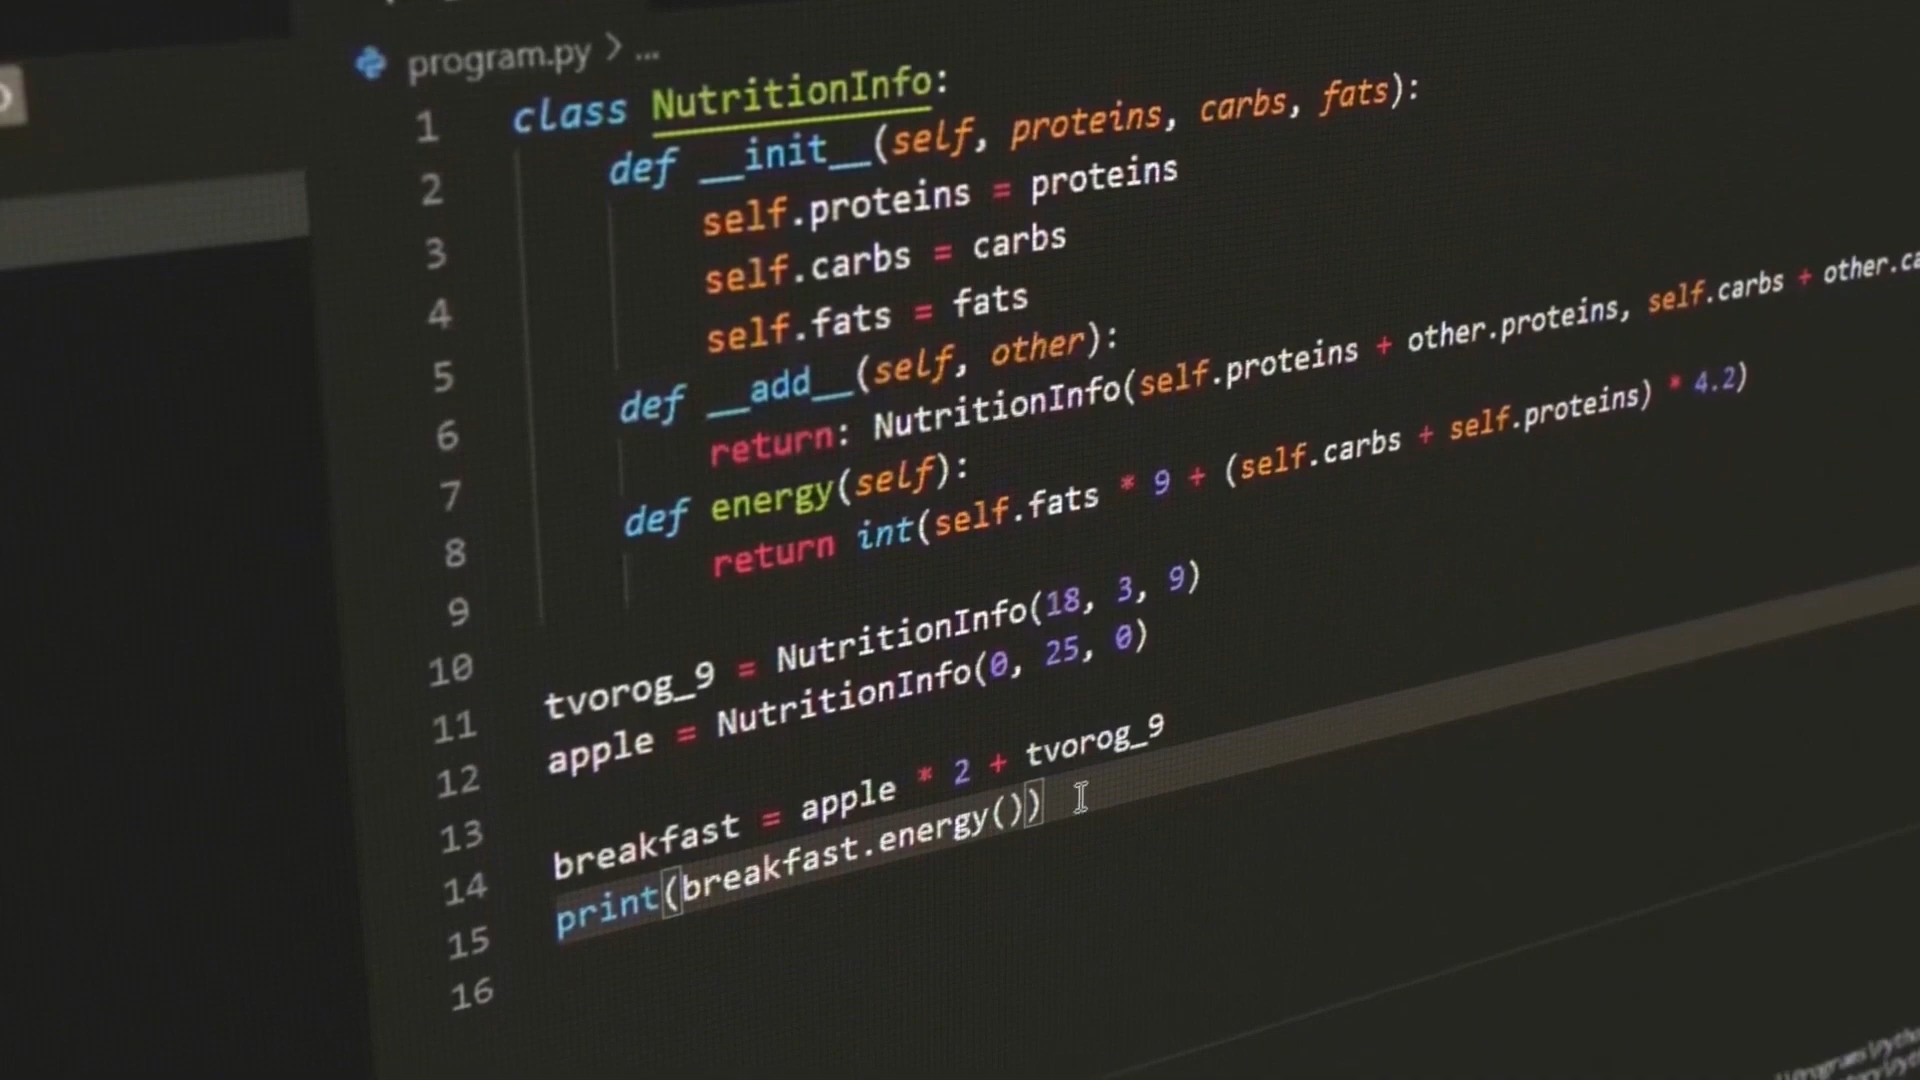 program.py > ...
1 class NutritionInfo:
2 def __init__(self, proteins, carbs, fats):
3 self.proteins = proteins
4 self.carbs = carbs
5 self.fats = fats
6 def __add__(self, other):
7 return: NutritionInfo(self.proteins + other.proteins, self.carbs + other.ca
8 def energy(self):
9 return int(self.fats * 9 + (self.carbs + self.proteins) * 4.2)
10
11 tvorog_9 = NutritionInfo(18, 3, 9)
12 apple = NutritionInfo(0, 25, 0)
13
14 breakfast = apple * 2 + tvorog_9
15 print(breakfast.energy())
16